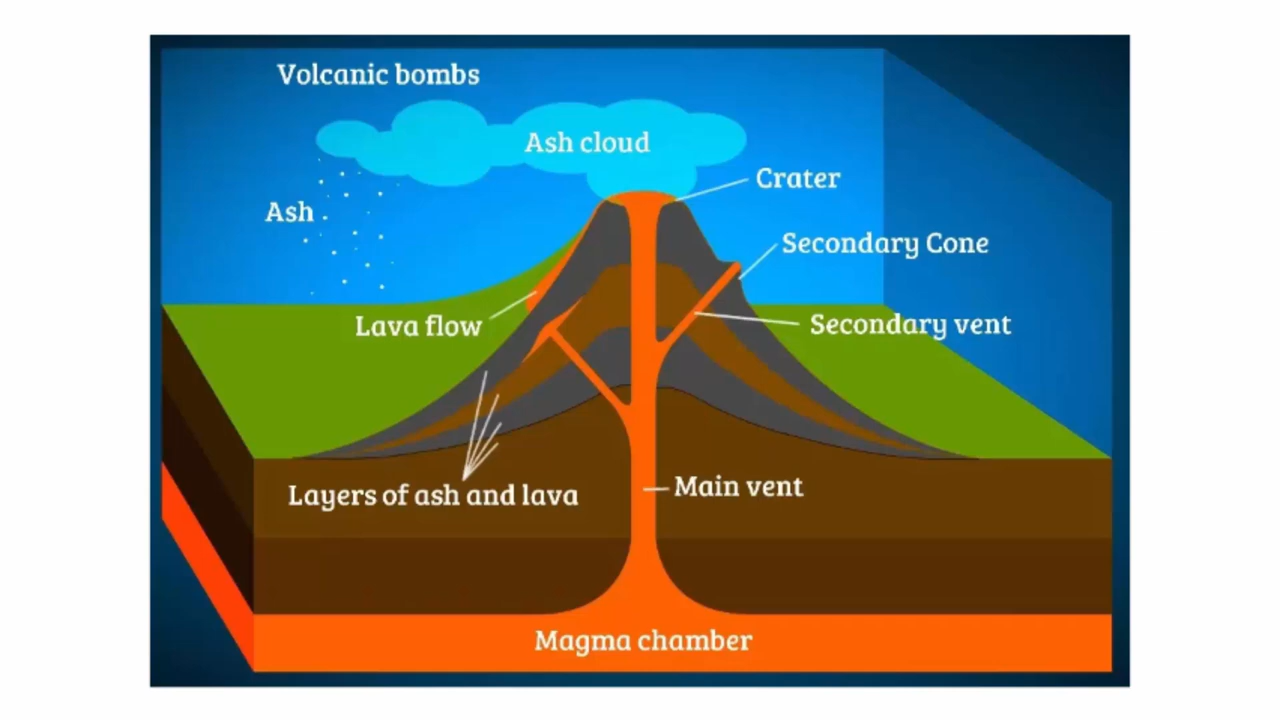 Volcanic bombs
Ash cloud
Crater
Ash
Secondary Cone
Lava flow
Secondary vent
Layers of ash and lava
Main vent
Magma chamber